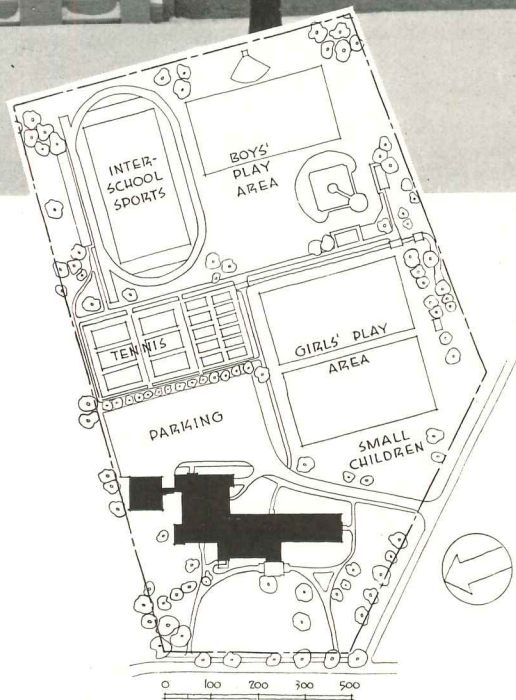 INTER-
SCHOOL
SPORTS
BOYS'
PLAY
AREA
TENNIS
GIRLS' PLAY
AREA
PARKING
SMALL
CHILDREN
0 100 200 300 500